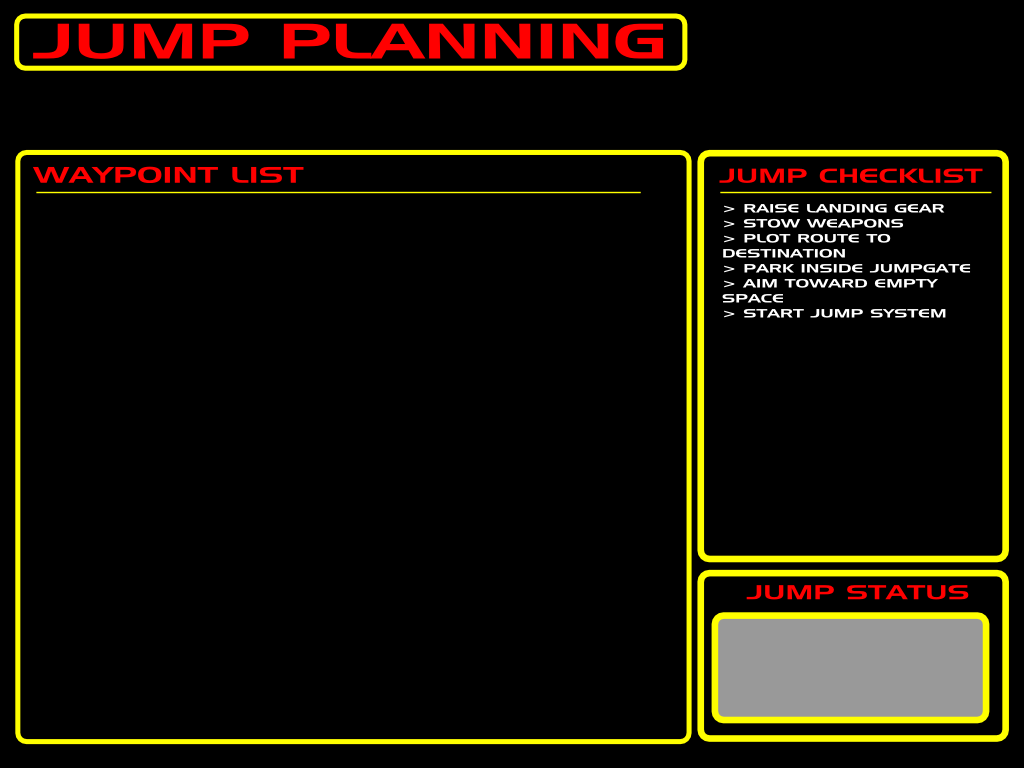 JUMP PLANNING
WAYPOINT LIST
JUMP CHECKLIST
> RAISE LANDING GEAR
> STOW WEAPONS
> PLOT ROUTE TO
DESTINATION
> PARK INSIDE JUMPGATE
> AIM TOWARD EMPTY
SPACE
> START JUMP SYSTEM
JUMP STATUS